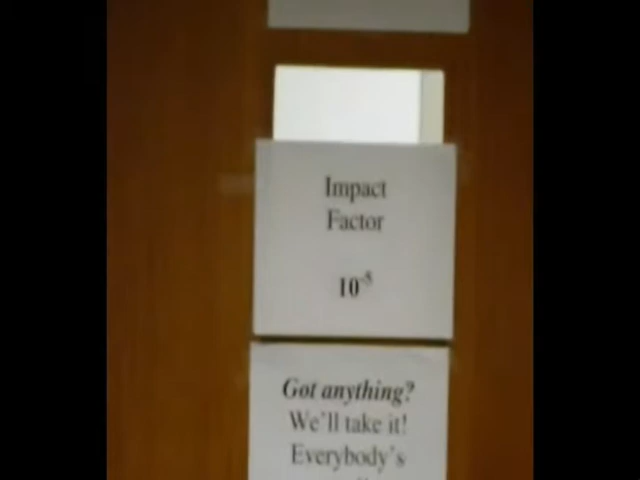 Impact
Factor
10⁻⁵
Got anything?
We'll take it!
Everybody's